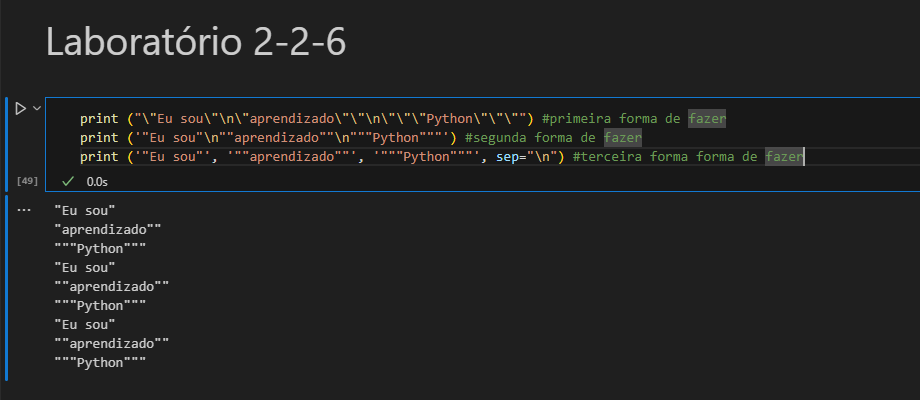 Laboratório 2-2-6
print ("\"Eu sou\"\n\"aprendizado\"\"\n\"\"\"Python\"\"\"") #primeira forma de fazer
print ('"Eu sou"\n""aprendizado""\n"""Python"""') #segunda forma de fazer
print ('"Eu sou"', '""aprendizado""', '"""Python"""', sep="\n") #terceira forma forma de fazer
[49] 0.0s
"Eu sou"
"aprendizado""
"""Python"""
"Eu sou"
""aprendizado""
"""Python"""
"Eu sou"
""aprendizado""
"""Python"""